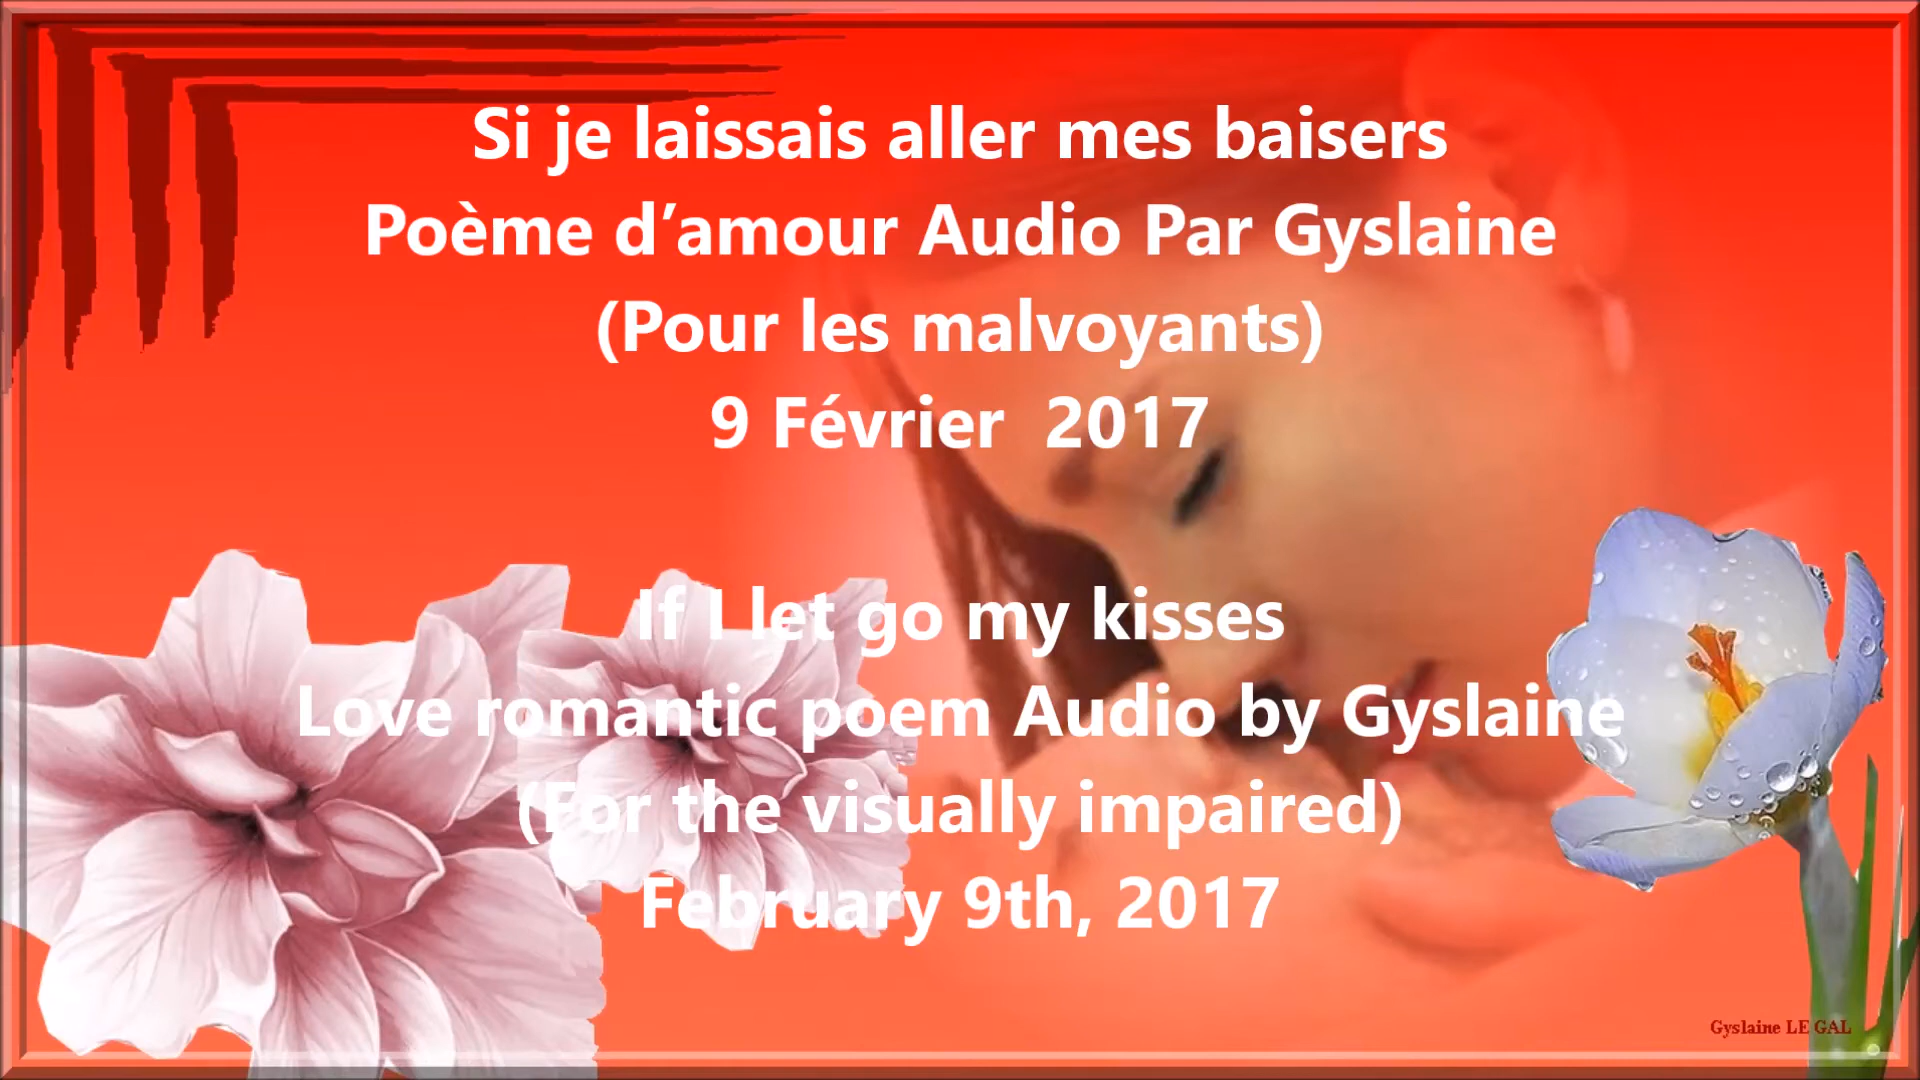 Si je laissais aller mes baisers
Poème d’amour Audio Par Gyslaine
(Pour les malvoyants)
9 Février  2017
If I let go my kisses
Love romantic poem Audio by Gyslaine
(For the visually impaired)
February 9th, 2017
Gyslaine LE GAL